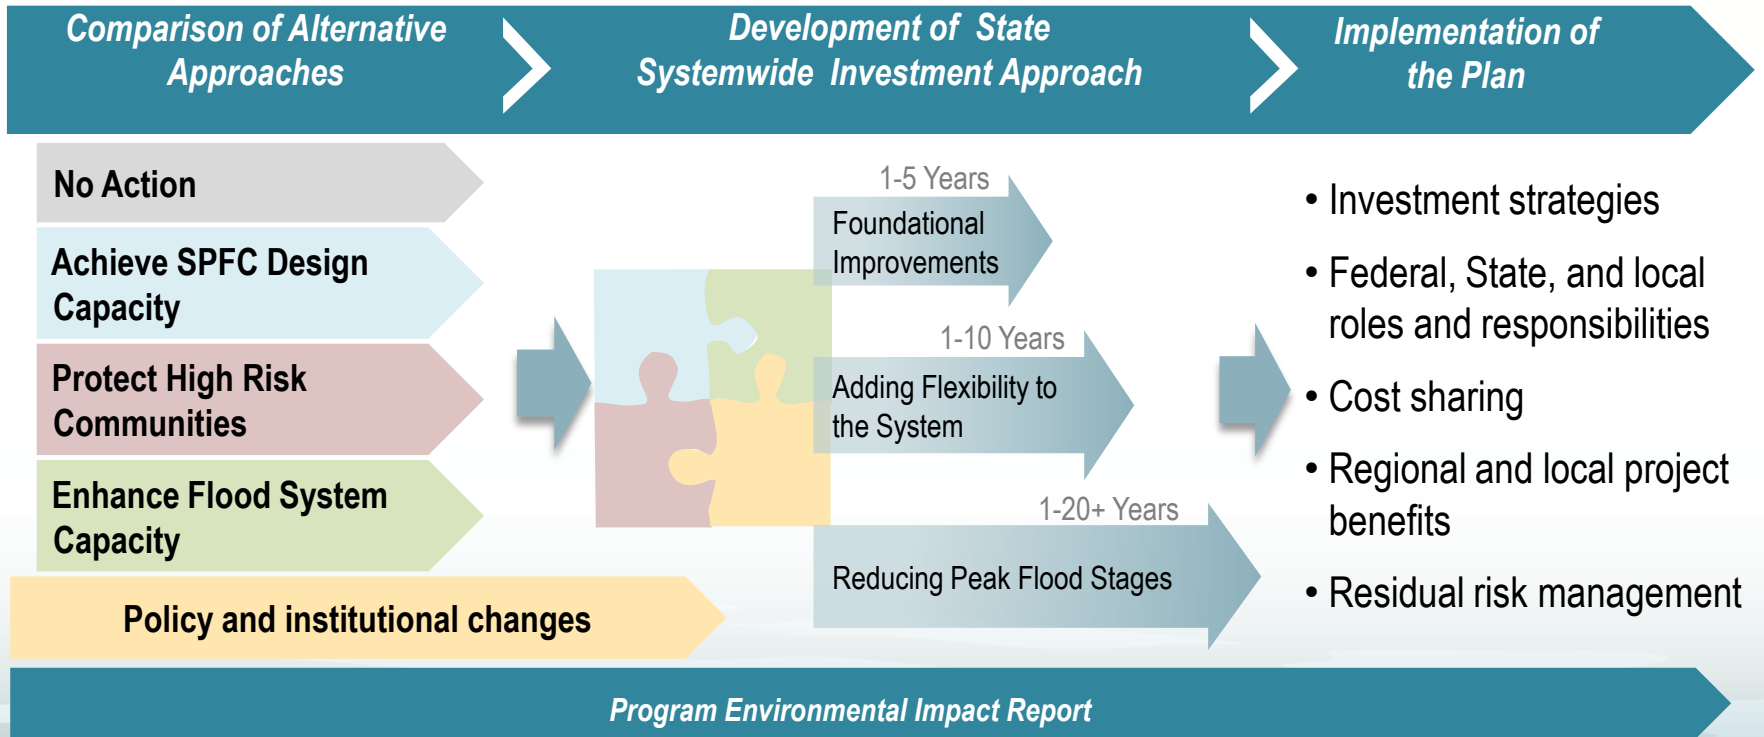 Comparison of Alternative
Approaches
Development of State
Systemwide Investment Approach
Implementation of
the Plan
No Action
Achieve SPFC Design
Capacity
Protect High Risk
Communities
Enhance Flood System
Capacity
Policy and institutional changes
1-5 Years
Foundational
Improvements
1-10 Years
Adding Flexibility to
the System
1-20+ Years
Reducing Peak Flood Stages
• Investment strategies
• Federal, State, and local
roles and responsibilities
• Cost sharing
• Regional and local project
benefits
• Residual risk management
Program Environmental Impact Report